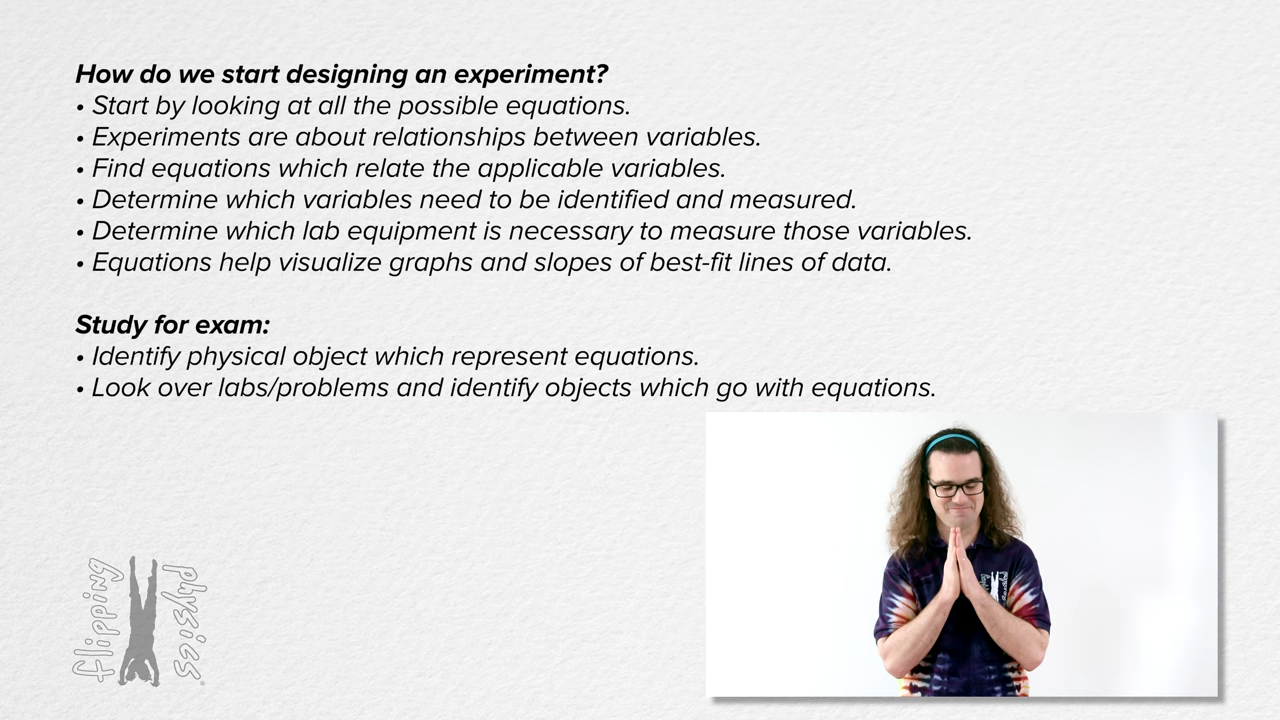 How do we start designing an experiment?
• Start by looking at all the possible equations.
• Experiments are about relationships between variables.
• Find equations which relate the applicable variables.
• Determine which variables need to be identified and measured.
• Determine which lab equipment is necessary to measure those variables.
• Equations help visualize graphs and slopes of best-fit lines of data.
Study for exam:
• Identify physical object which represent equations.
• Look over labs/problems and identify objects which go with equations.
flipping
physics